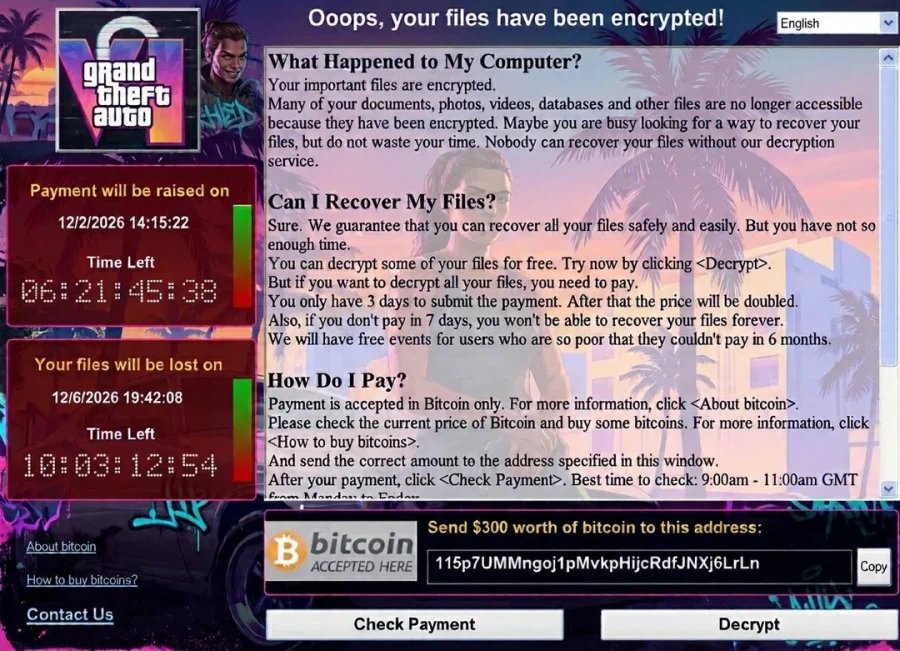 Ooops, your files have been encrypted!
English
VI
grand
theft
auto
What Happened to My Computer?
Your important files are encrypted.
Many of your documents, photos, videos, databases and other files are no longer accessible
because they have been encrypted. Maybe you are busy looking for a way to recover your
files, but do not waste your time. Nobody can recover your files without our decryption
service.
Can I Recover My Files?
Sure. We guarantee that you can recover all your files safely and easily. But you have not so
enough time.
You can decrypt some of your files for free. Try now by clicking <Decrypt>.
But if you want to decrypt all your files, you need to pay.
You only have 3 days to submit the payment. After that the price will be doubled.
Also, if you don't pay in 7 days, you won't be able to recover your files forever.
We will have free events for users who are so poor that they couldn't pay in 6 months.
How Do I Pay?
Payment is accepted in Bitcoin only. For more information, click <About bitcoin>.
Please check the current price of Bitcoin and buy some bitcoins. For more information, click
<How to buy bitcoins>.
And send the correct amount to the address specified in this window.
After your payment, click <Check Payment>. Best time to check: 9:00am - 11:00am GMT
from Monday to
Payment will be raised on
12/2/2026 14:15:22
Time Left
06:21:45:38
Your files will be lost on
12/6/2026 19:42:08
Time Left
10:03:12:54
About bitcoin
How to buy bitcoins?
Contact Us
bitcoin
ACCEPTED HERE
Send $300 worth of bitcoin to this address:
115p7UMMngoj1pMvkpHijcRdfJNXj6LrLn
Copy
Check Payment
Decrypt